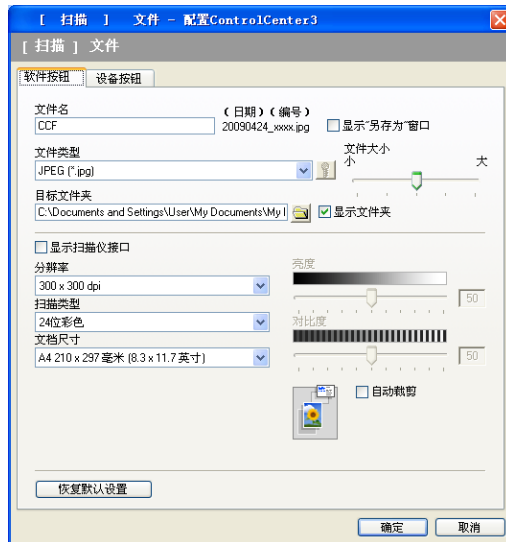 [ 扫描 ] 文件 - 配置ControlCenter3
[ 扫描 ] 文件
软件按钮 设备按钮
文件名 (日期)(编号)
CCF 20090424_xxxx.jpg 显示“另存为”窗口
文件类型 文件大小
小 大
JPEG (*.jpg)
目标文件夹
C:\Documents and Settings\User\My Documents\My 显示文件夹
显示扫描仪接口
分辨率 亮度
300 x 300 dpi 50
扫描类型
24位彩色 对比度
文档尺寸
A4 210 x 297 毫米 (8.3 x 11.7 英寸) 50
自动裁剪
恢复默认设置
确定 取消